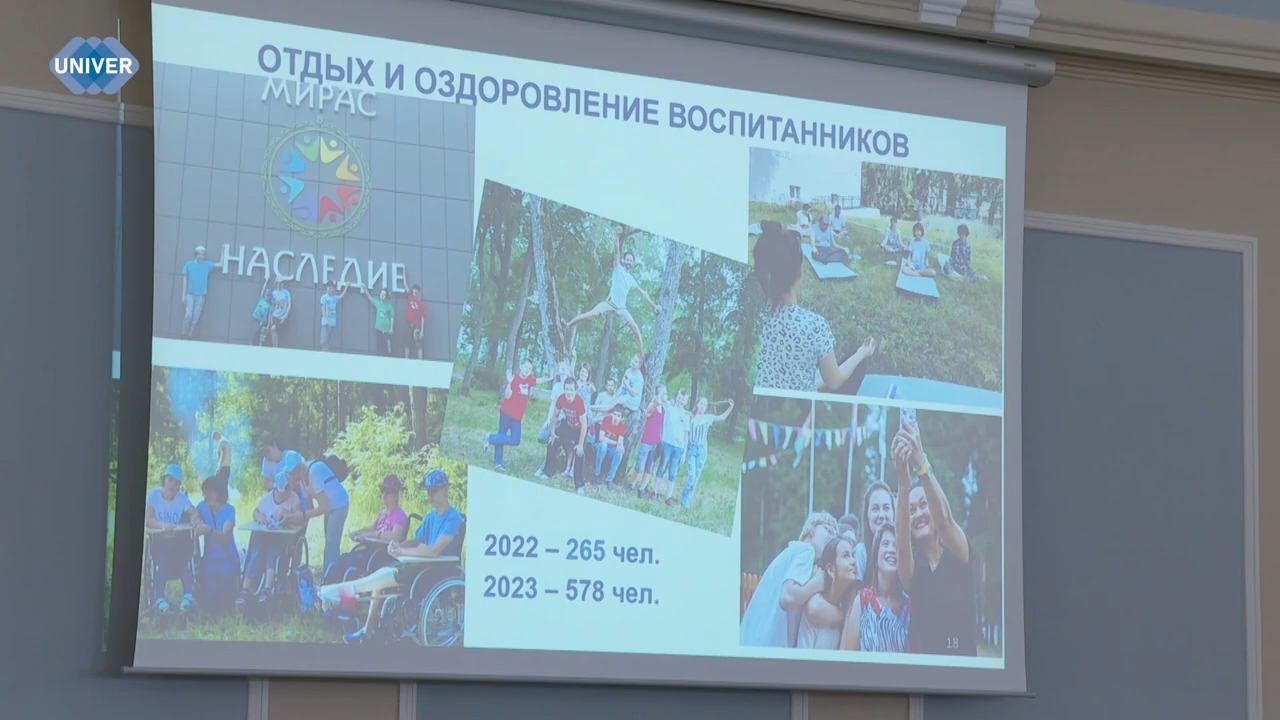 UNIVER
ОТДЫХ И ОЗДОРОВЛЕНИЕ ВОСПИТАННИКОВ
МИРАС
НАСЛЕДИЕ
2022 – 265 чел.
2023 – 578 чел.
18